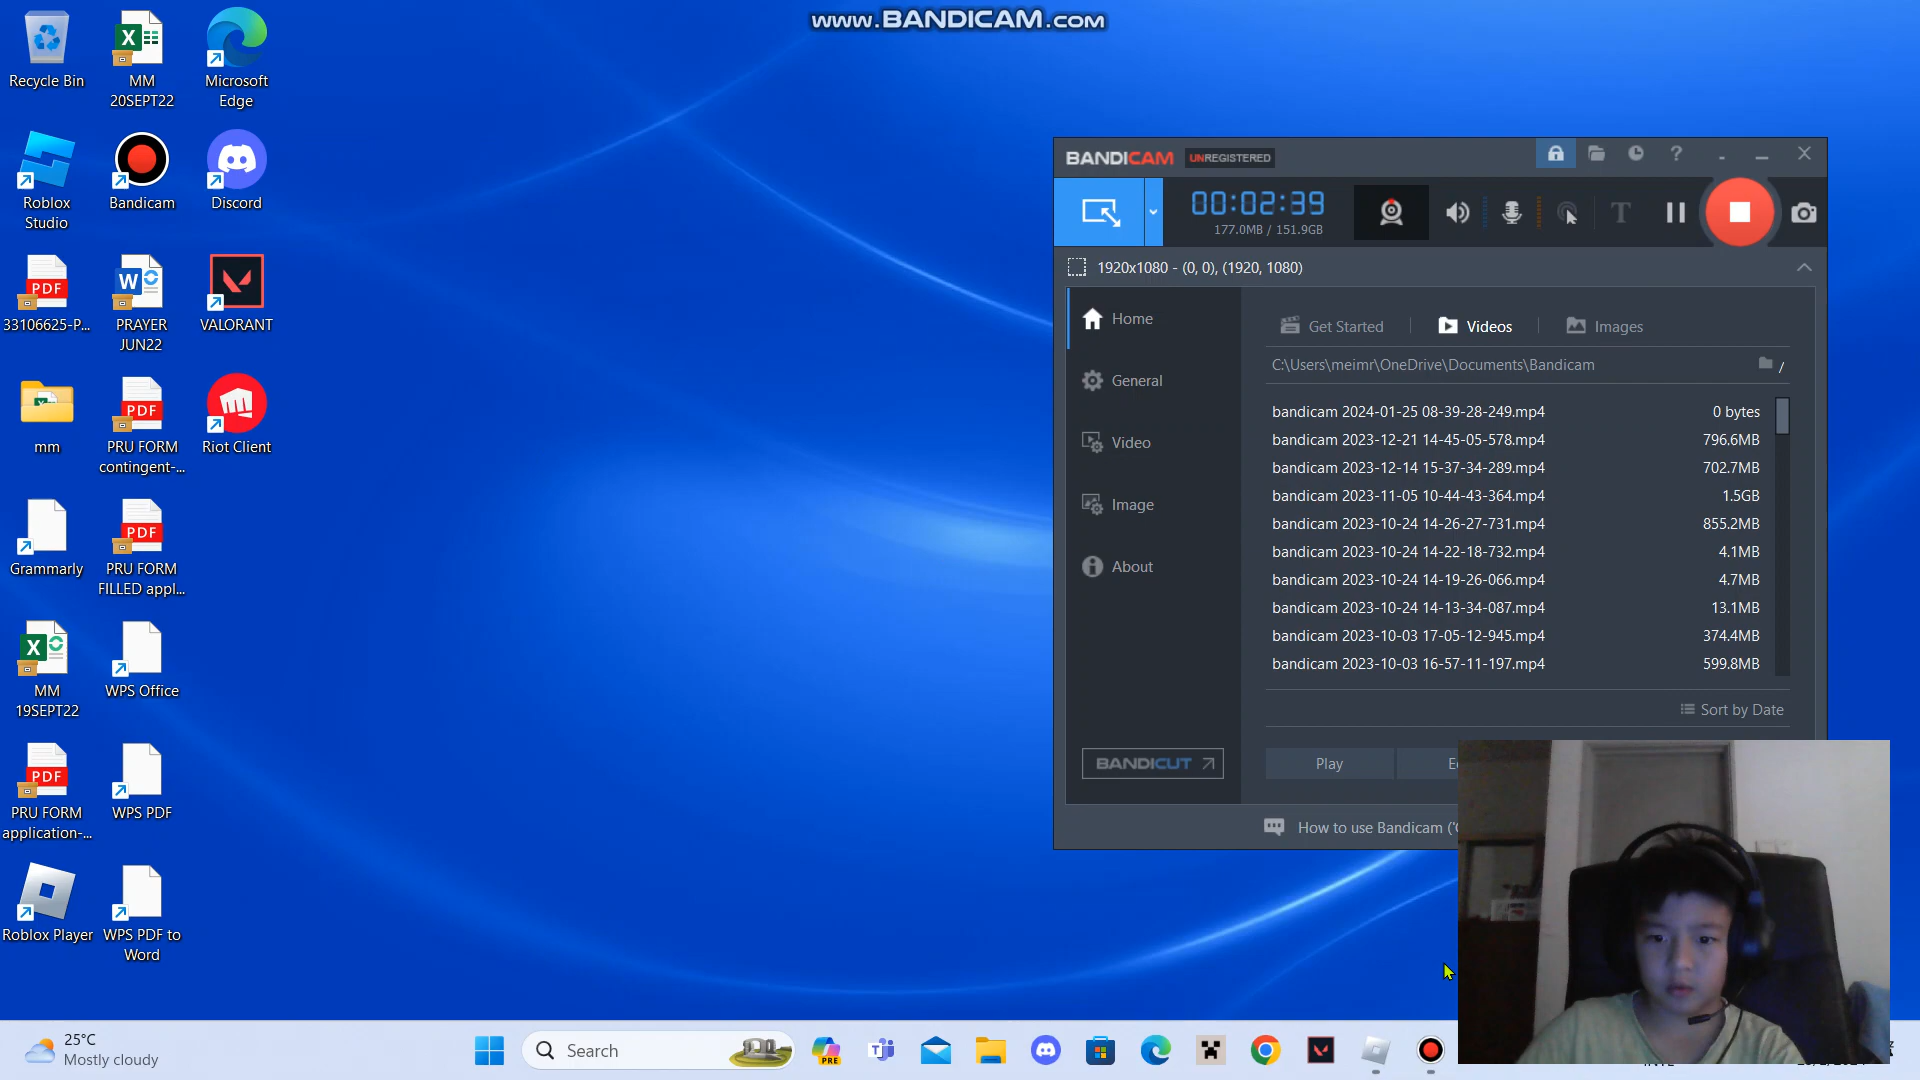 www.BANDICAM.com
Recycle Bin
MM
20SEPT22
Microsoft
Edge
Roblox
Studio
Bandicam
Discord
33106625-P...
PRAYER
JUN22
VALORANT
mm
PRU FORM
contingent-...
Riot Client
Grammarly
PRU FORM
FILLED appl...
MM
19SEPT22
WPS Office
PRU FORM
application-...
WPS PDF
Roblox Player
WPS PDF to
Word
PDF
PDF
PDF
PDF
BANDICAM UNREGISTERED
00:02:39
177.0MB / 151.9GB
1920x1080 - (0, 0), (1920, 1080)
Home
General
Video
Image
About
BANDICUT
Get Started
Videos
Images
C:\Users\meimr\OneDrive\Documents\Bandicam
bandicam 2024-01-25 08-39-28-249.mp4 0 bytes
bandicam 2023-12-21 14-45-05-578.mp4 796.6MB
bandicam 2023-12-14 15-37-34-289.mp4 702.7MB
bandicam 2023-11-05 10-44-43-364.mp4 1.5GB
bandicam 2023-10-24 14-26-27-731.mp4 855.2MB
bandicam 2023-10-24 14-22-18-732.mp4 4.1MB
bandicam 2023-10-24 14-19-26-066.mp4 4.7MB
bandicam 2023-10-24 14-13-34-087.mp4 13.1MB
bandicam 2023-10-03 17-05-12-945.mp4 374.4MB
bandicam 2023-10-03 16-57-11-197.mp4 599.8MB
Sort by Date
Play
How to use Bandicam
25°C
Mostly cloudy
Search
PRE